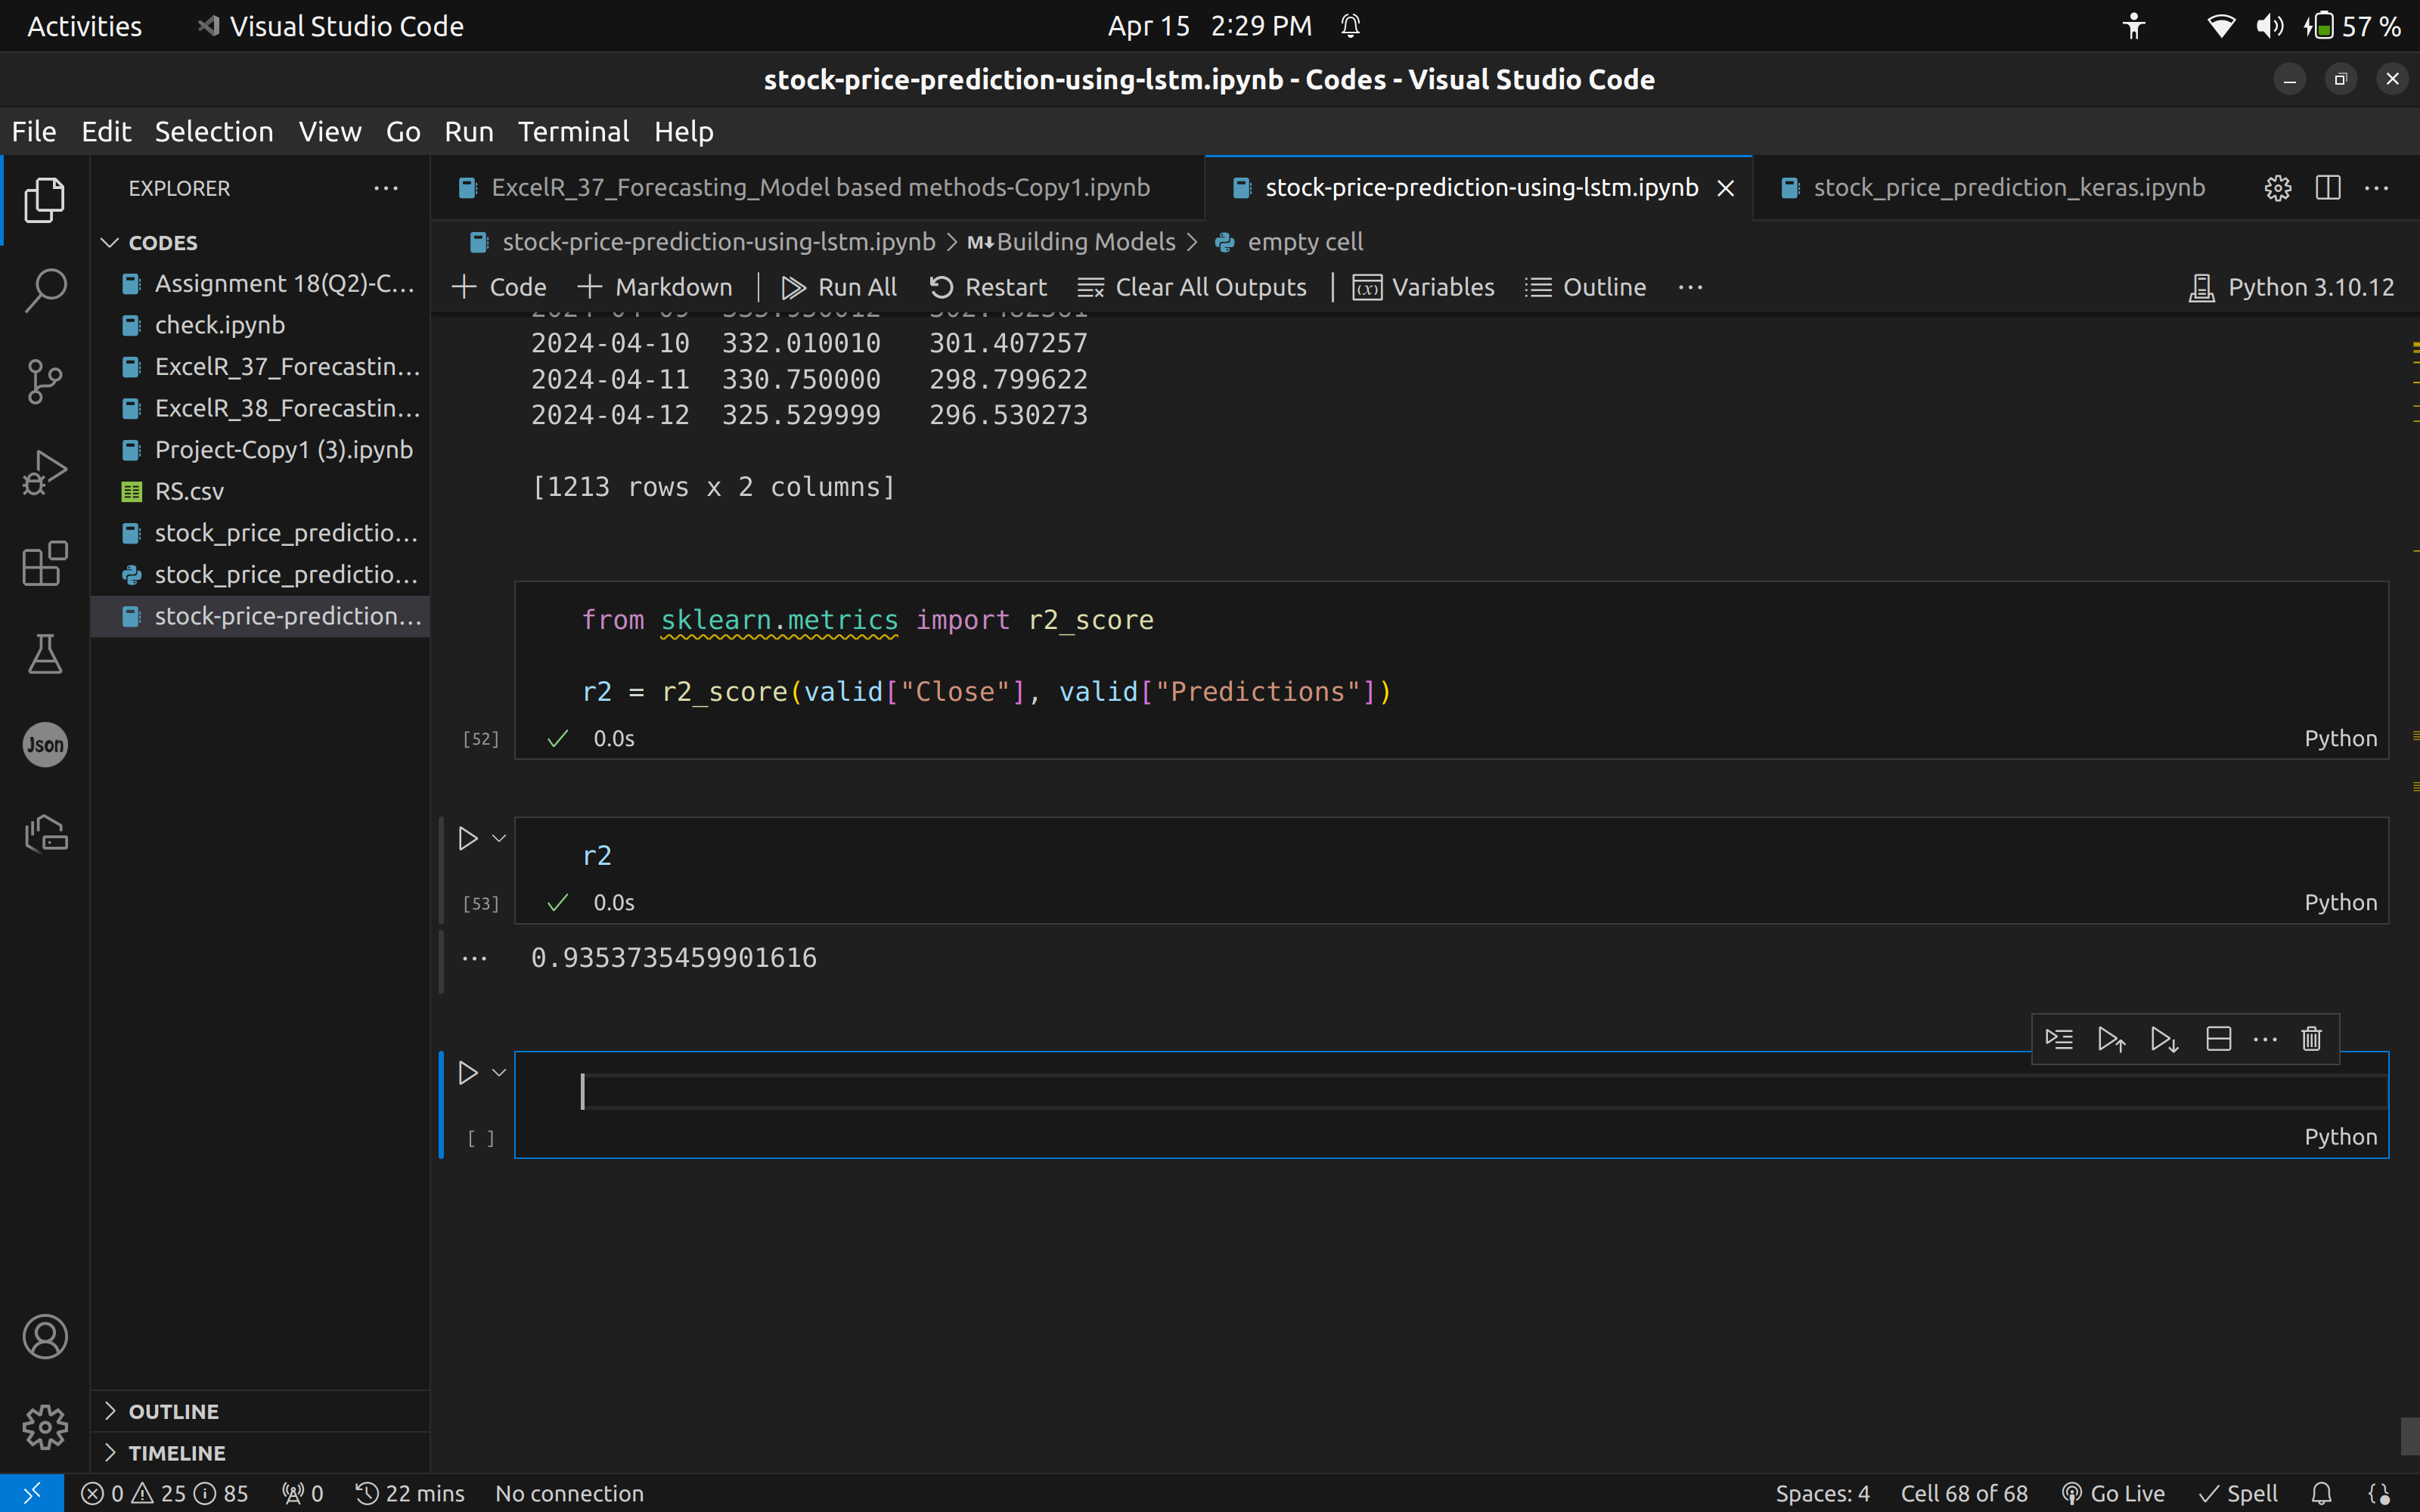 Activities Visual Studio Code Apr 15 2:29 PM 57 %
stock-price-prediction-using-lstm.ipynb - Codes - Visual Studio Code
File Edit Selection View Go Run Terminal Help
EXPLORER
CODES
Assignment 18(Q2)-C...
check.ipynb
ExcelR_37_Forecastin...
ExcelR_38_Forecastin...
Project-Copy1 (3).ipynb
RS.csv
stock_price_predictio...
stock_price_predictio...
stock-price-prediction...
OUTLINE
TIMELINE
ExcelR_37_Forecasting_Model based methods-Copy1.ipynb stock-price-prediction-using-lstm.ipynb stock_price_prediction_keras.ipynb
stock-price-prediction-using-lstm.ipynb > M↓Building Models > empty cell
+ Code + Markdown | Run All Restart Clear All Outputs | Variables Outline ... Python 3.10.12
2024-04-10 332.010010 301.407257
2024-04-11 330.750000 298.799622
2024-04-12 325.529999 296.530273
[1213 rows x 2 columns]
from sklearn.metrics import r2_score
r2 = r2_score(valid["Close"], valid["Predictions"])
[52] 0.0s Python
r2
[53] 0.0s Python
0.9353735459901616
[ ] Python
Json
0 25 85 0 22 mins No connection Spaces: 4 Cell 68 of 68 Go Live Spell